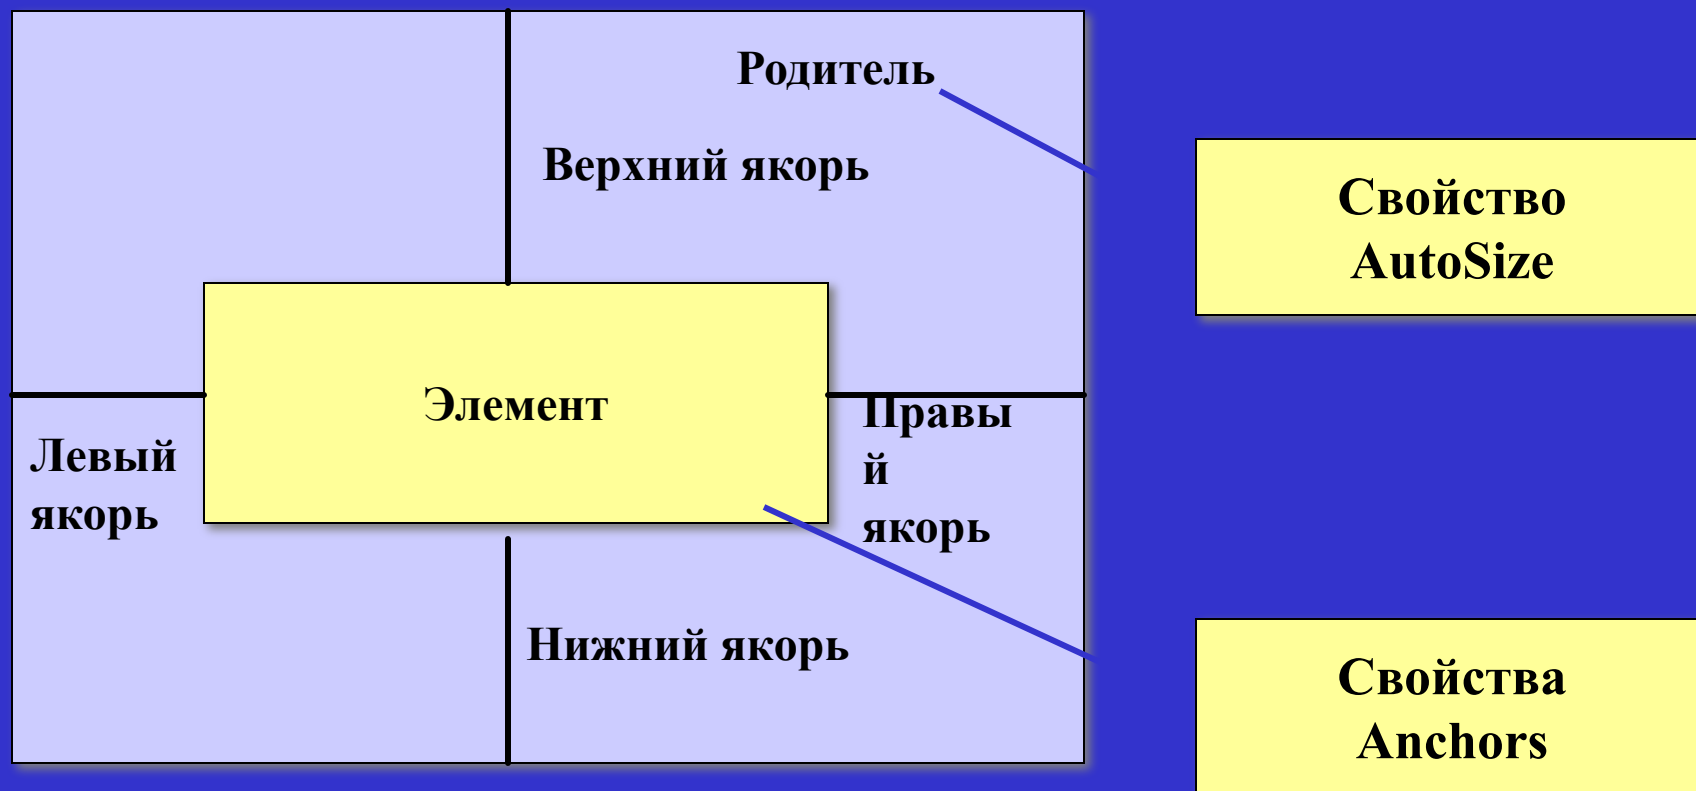 Родитель
Верхний якорь
Свойство
AutoSize
Элемент
Левый
якорь
Правы
й
якорь
Нижний якорь
Свойства
Anchors